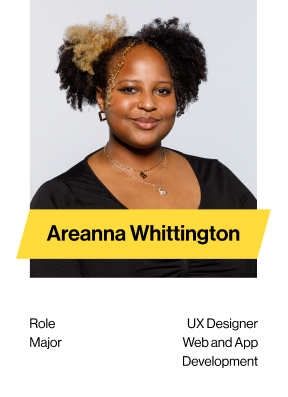 Areanna Whittington
Role UX Designer
Major Web and App
Development